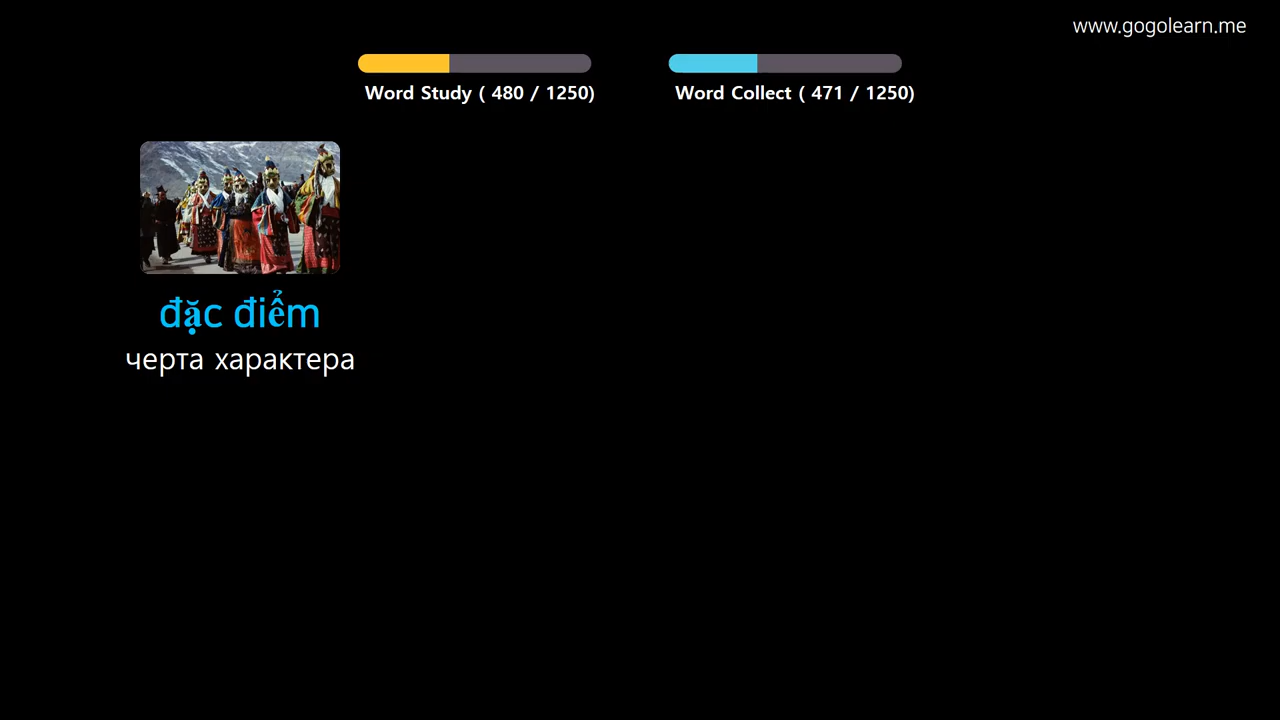 www.gogolearn.me
Word Study ( 480 / 1250)
Word Collect ( 471 / 1250)
đặc điểm
черта характера